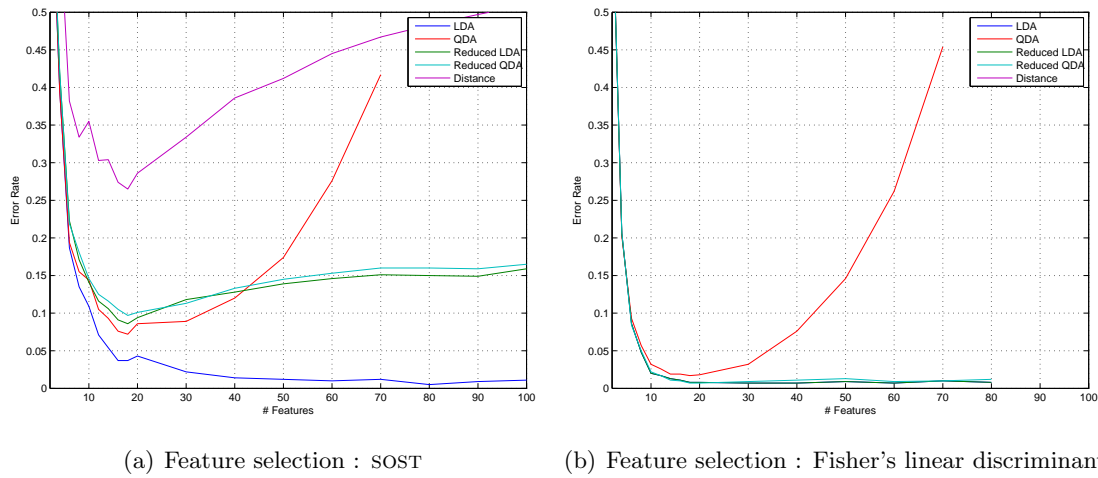 0.5
0.45
0.4
0.35
0.3
0.25
0.2
0.15
0.1
0.05
0
Error Rate
10 20 30 40 50 60 70 80 90 100
# Features
LDA
QDA
Reduced LDA
Reduced QDA
Distance
(a) Feature selection : SOST
0.5
0.45
0.4
0.35
0.3
0.25
0.2
0.15
0.1
0.05
0
Error Rate
10 20 30 40 50 60 70 80 90 100
# Features
LDA
QDA
Reduced LDA
Reduced QDA
Distance
(b) Feature selection : Fisher's linear discriminant